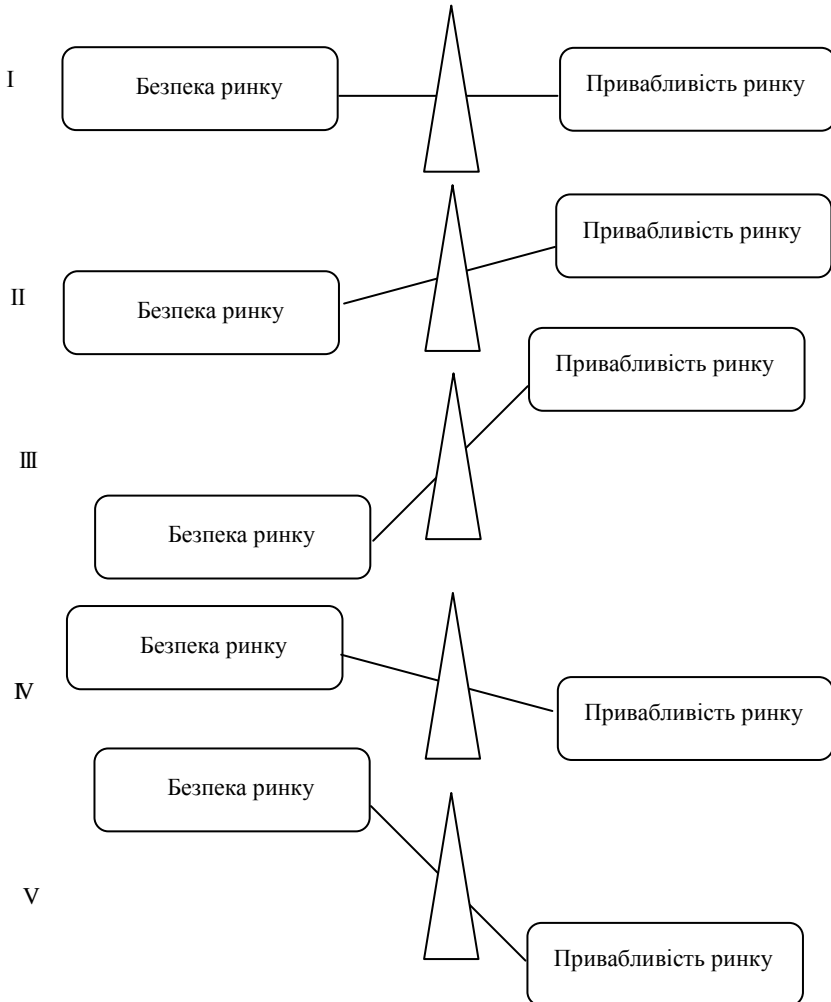 Ⅰ
Безпека ринку
Привабливість ринку
Привабливість ринку
Ⅱ
Безпека ринку
Привабливість ринку
Ⅲ
Безпека ринку
Безпека ринку
Ⅳ
Привабливість ринку
Безпека ринку
Ⅴ
Привабливість ринку